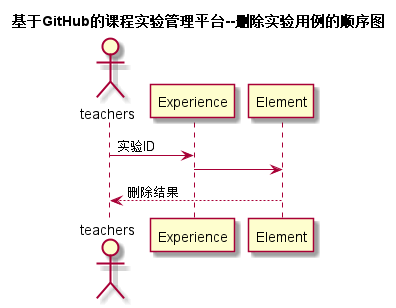 基于GitHub的课程实验管理平台--删除实验用例的顺序图
teachers
Experience
Element
实验ID
删除结果
teachers
Experience
Element